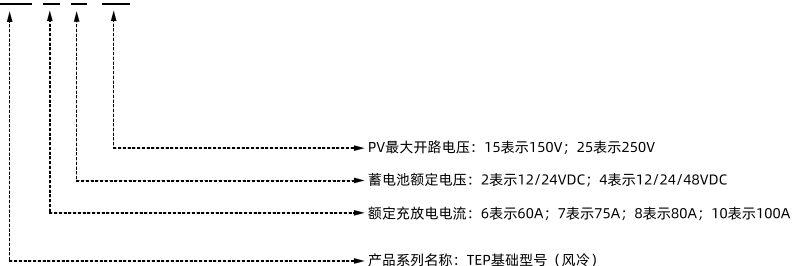 PV最大开路电压：15表示150V；25表示250V
蓄电池额定电压：2表示12/24VDC；4表示12/24/48VDC
额定充放电电流：6表示60A；7表示75A；8表示80A；10表示100A
产品系列名称：TEP基础型号（风冷）